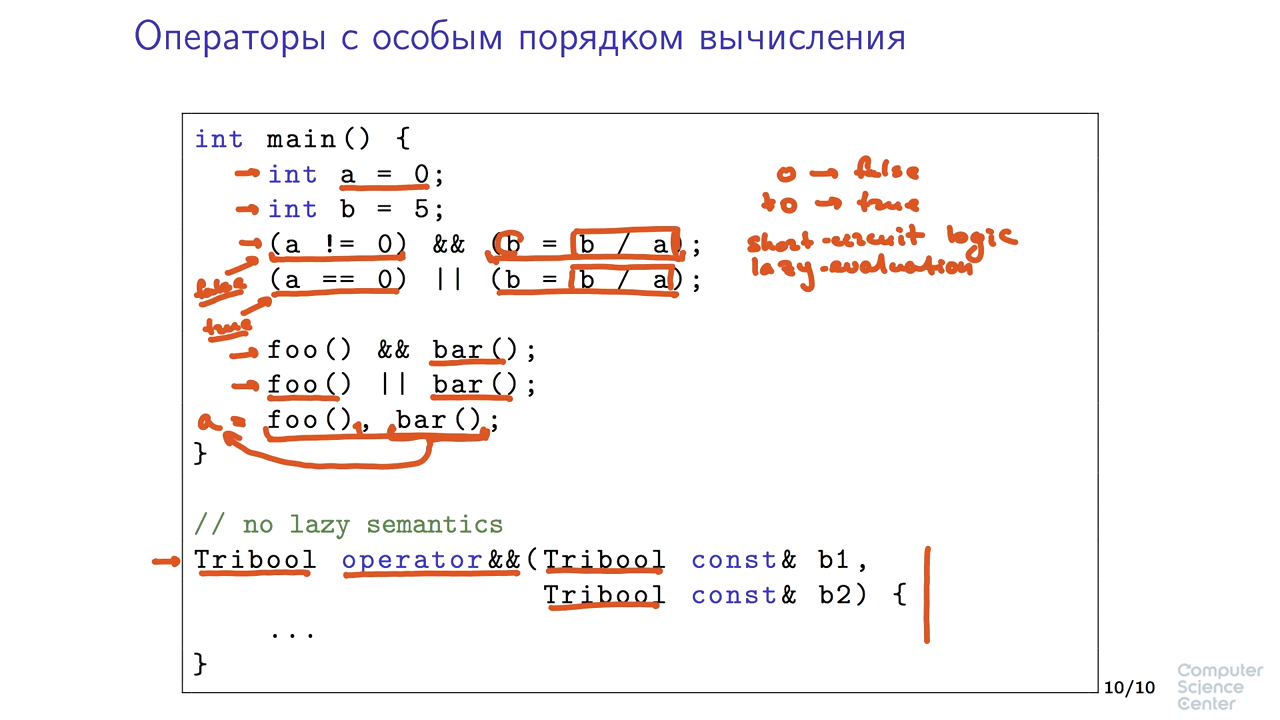 Операторы с особым порядком вычисления
int main() {
int a = 0;
int b = 5;
(a != 0) && (b = b / a);
(a == 0) || (b = b / a);
0 → false
≠0 → true
short-circuit logic
lazy-evaluation
false
true
foo() && bar();
foo() || bar();
a = foo(), bar();
}
// no lazy semantics
Tribool operator&&(Tribool const& b1,
Tribool const& b2) {
...
}
10/10
Computer
Science
Center